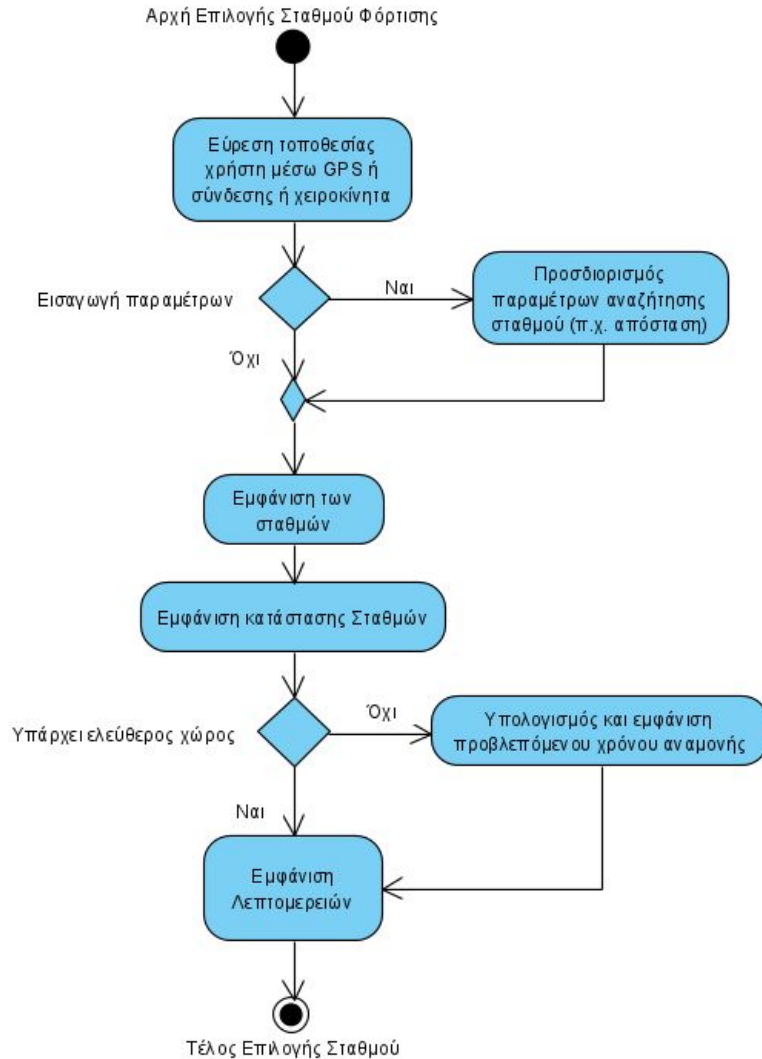 Αρχή Επιλογής Σταθμού Φόρτισης
Εύρεση τοποθεσίας
χρήστη μέσω GPS ή
σύνδεσης ή χειροκίνητα
Εισαγωγή παραμέτρων
Ναι
Προσδιορισμός
παραμέτρων αναζήτησης
σταθμού (π.χ. απόσταση)
Όχι
Εμφάνιση των
σταθμών
Εμφάνιση κατάστασης Σταθμών
Υπάρχει ελεύθερος χώρος
Όχι
Υπολογισμός και εμφάνιση
προβλεπόμενου χρόνου αναμονής
Ναι
Εμφάνιση
Λεπτομερειών
Τέλος Επιλογής Σταθμού